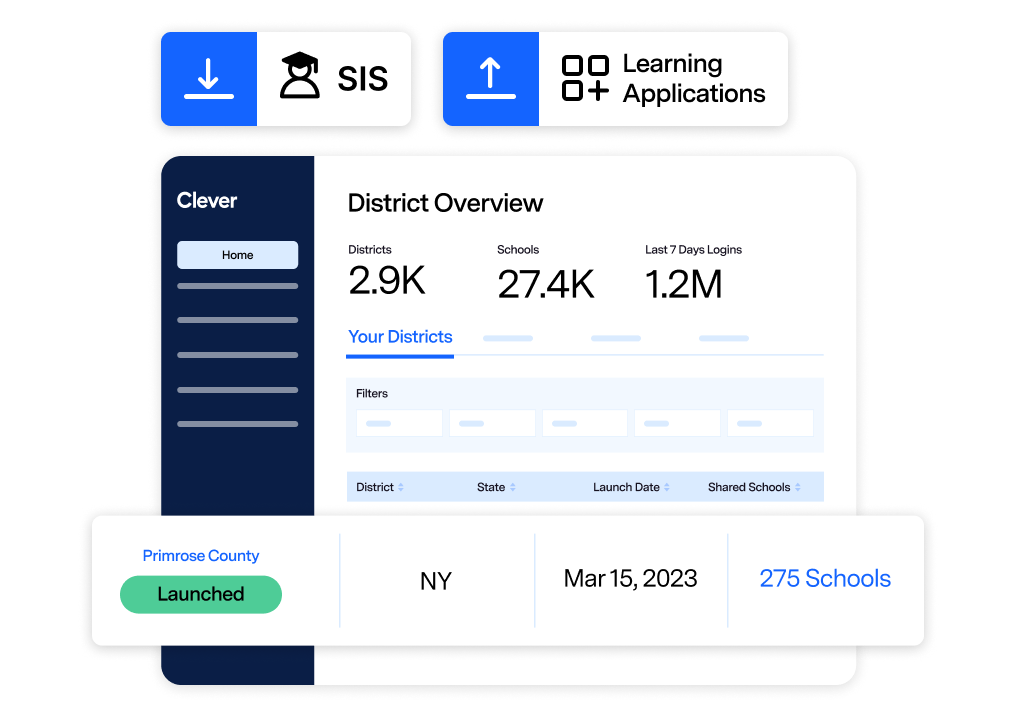 SIS
Learning
Applications
Clever
Home
District Overview
Districts
Schools
Last 7 Days Logins
2.9K
27.4K
1.2M
Your Districts
Filters
District
State
Launch Date
Shared Schools
Primrose County
Launched
NY
Mar 15, 2023
275 Schools